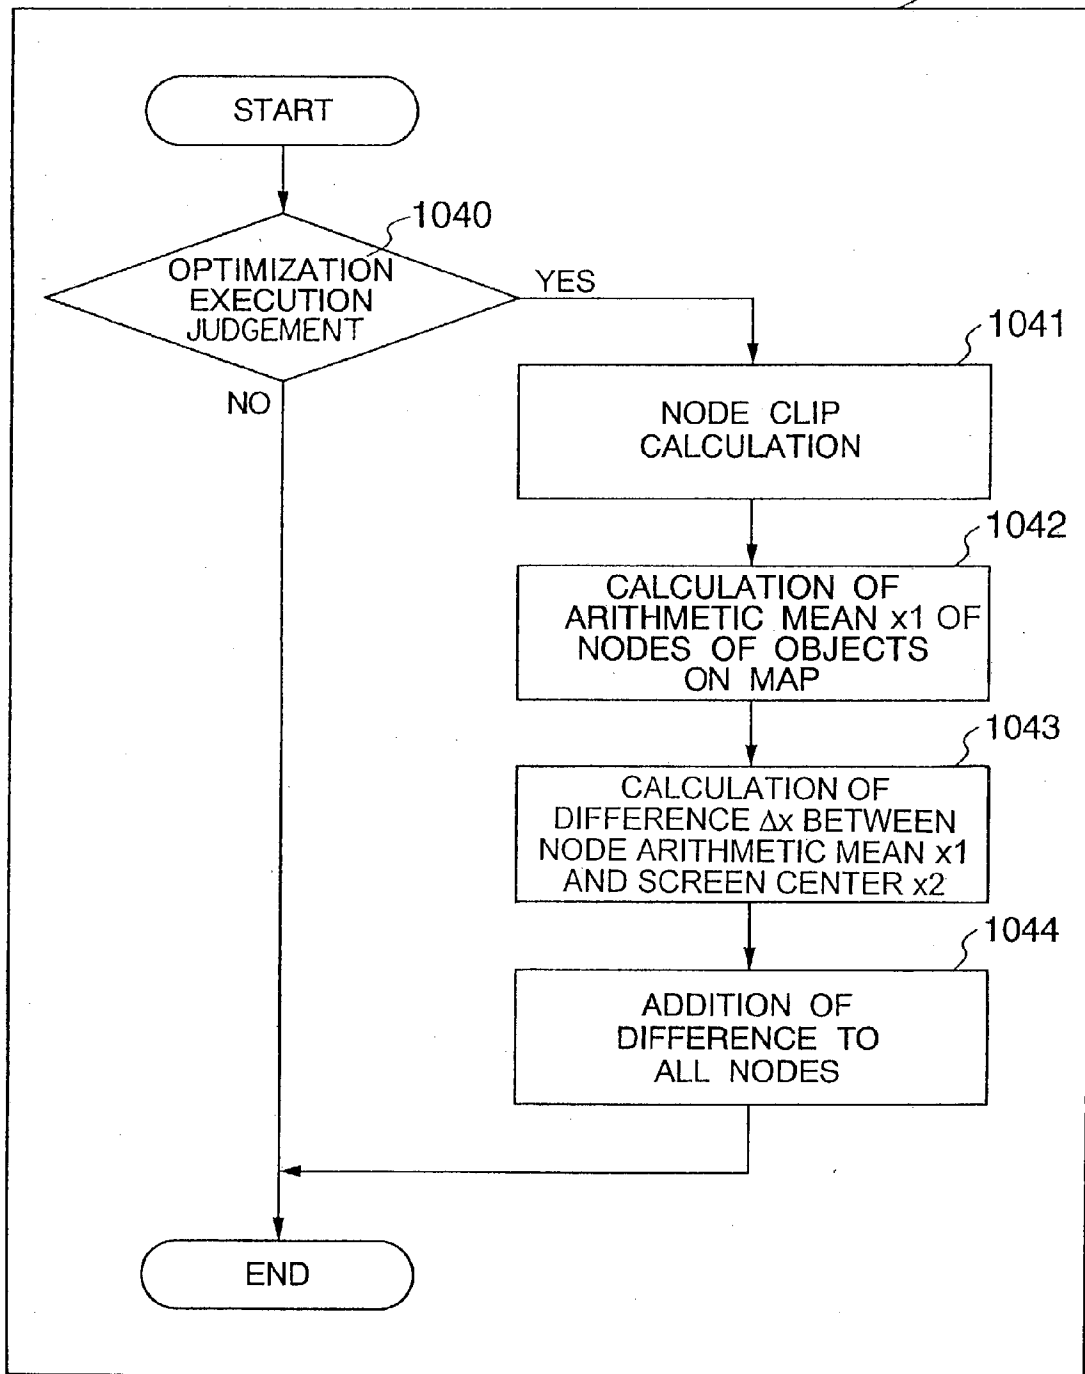 START
1040
OPTIMIZATION
EXECUTION
JUDGEMENT
YES
NO
1041
NODE CLIP
CALCULATION
1042
CALCULATION OF
ARITHMETIC MEAN x1 OF
NODES OF OBJECTS
ON MAP
1043
CALCULATION OF
DIFFERENCE Δx BETWEEN
NODE ARITHMETIC MEAN x1
AND SCREEN CENTER x2
1044
ADDITION OF
DIFFERENCE TO
ALL NODES
END